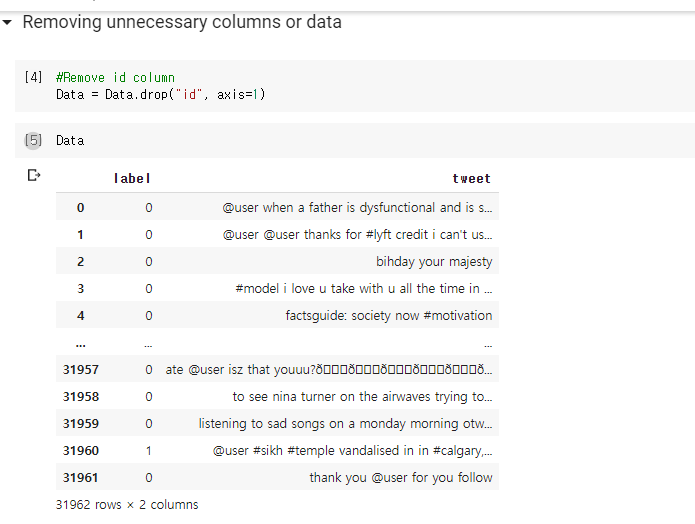 Removing unnecessary columns or data
[4] #Remove id column
Data = Data.drop("id", axis=1)
[5] Data
label tweet
0 0 @user when a father is dysfunctional and is s...
1 0 @user @user thanks for #lyft credit i can't us...
2 0 bihday your majesty
3 0 #model i love u take with u all the time in ...
4 0 factsguide: society now #motivation
... ... ...
31957 0 ate @user isz that youuu?ð□□□ð□□□ð□□□ð□□□ð□□□ð...
31958 0 to see nina turner on the airwaves trying to...
31959 0 listening to sad songs on a monday morning otw...
31960 1 @user #sikh #temple vandalised in in #calgary,...
31961 0 thank you @user for you follow
31962 rows × 2 columns